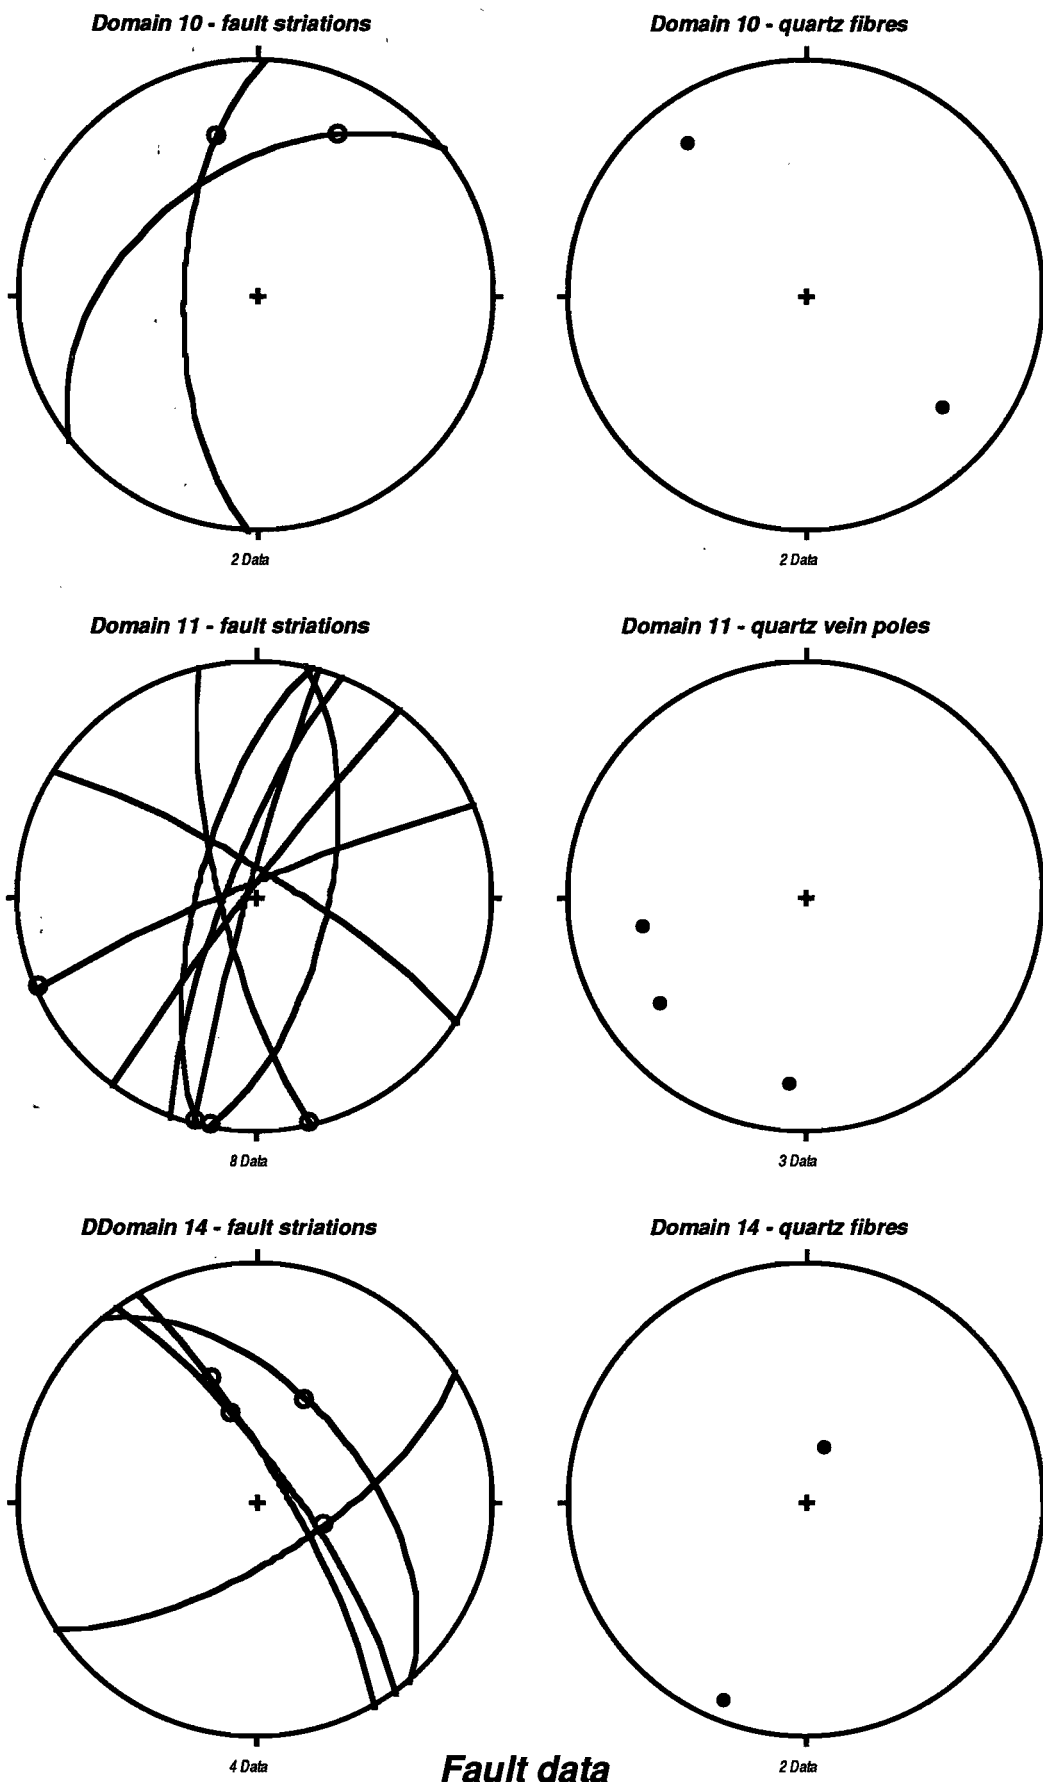 Domain 10 - fault striations
Domain 10 - quartz fibres
2 Data
2 Data
Domain 11 - fault striations
Domain 11 - quartz vein poles
8 Data
3 Data
DDomain 14 - fault striations
Domain 14 - quartz fibres
4 Data
2 Data
Fault data